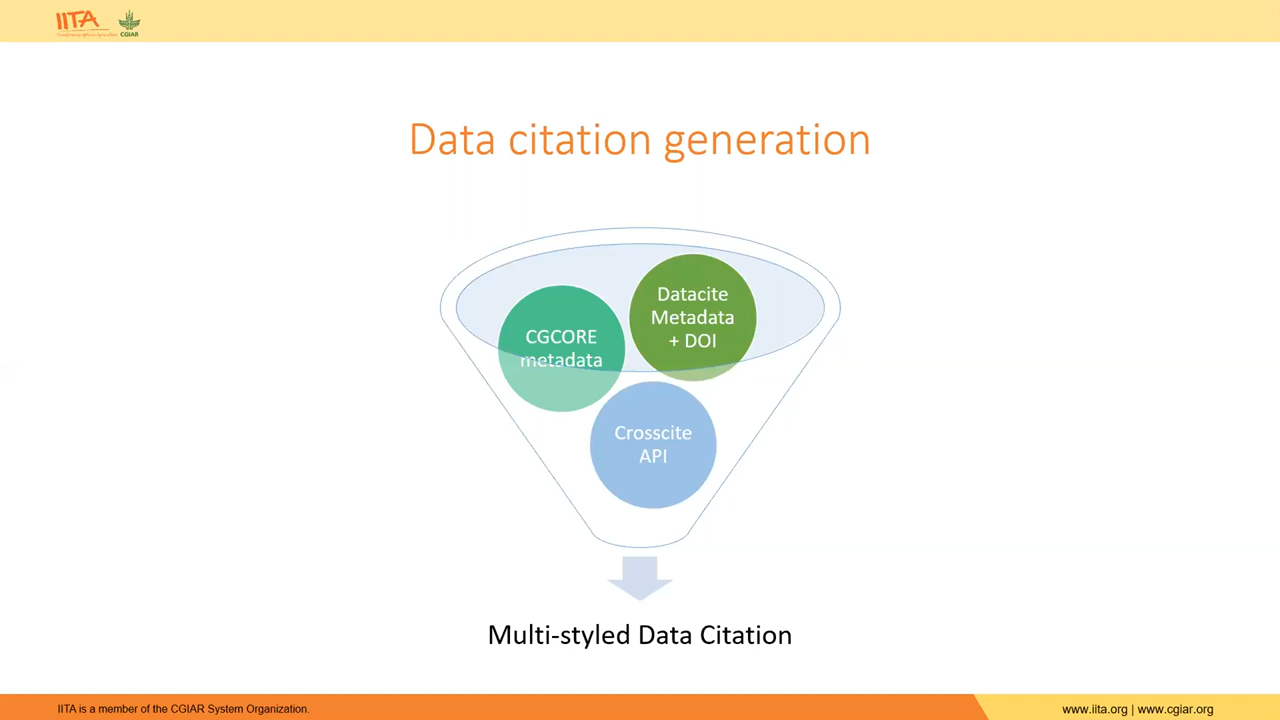 IITA
CGIAR
Data citation generation
Datacite
Metadata
+ DOI
CGCORE
metadata
Crosscite
API
Multi-styled Data Citation
IITA is a member of the CGIAR System Organization.
www.iita.org | www.cgiar.org